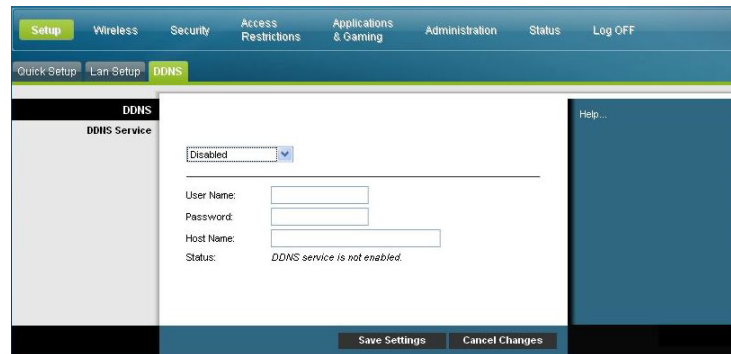 Setup Wireless Security Access Restrictions Applications & Gaming Administration Status Log OFF
Quick Setup Lan Setup DDNS
DDNS
Help...
DDNS Service
Disabled
User Name:
Password:
Host Name:
Status: DDNS service is not enabled.
Save Settings Cancel Changes